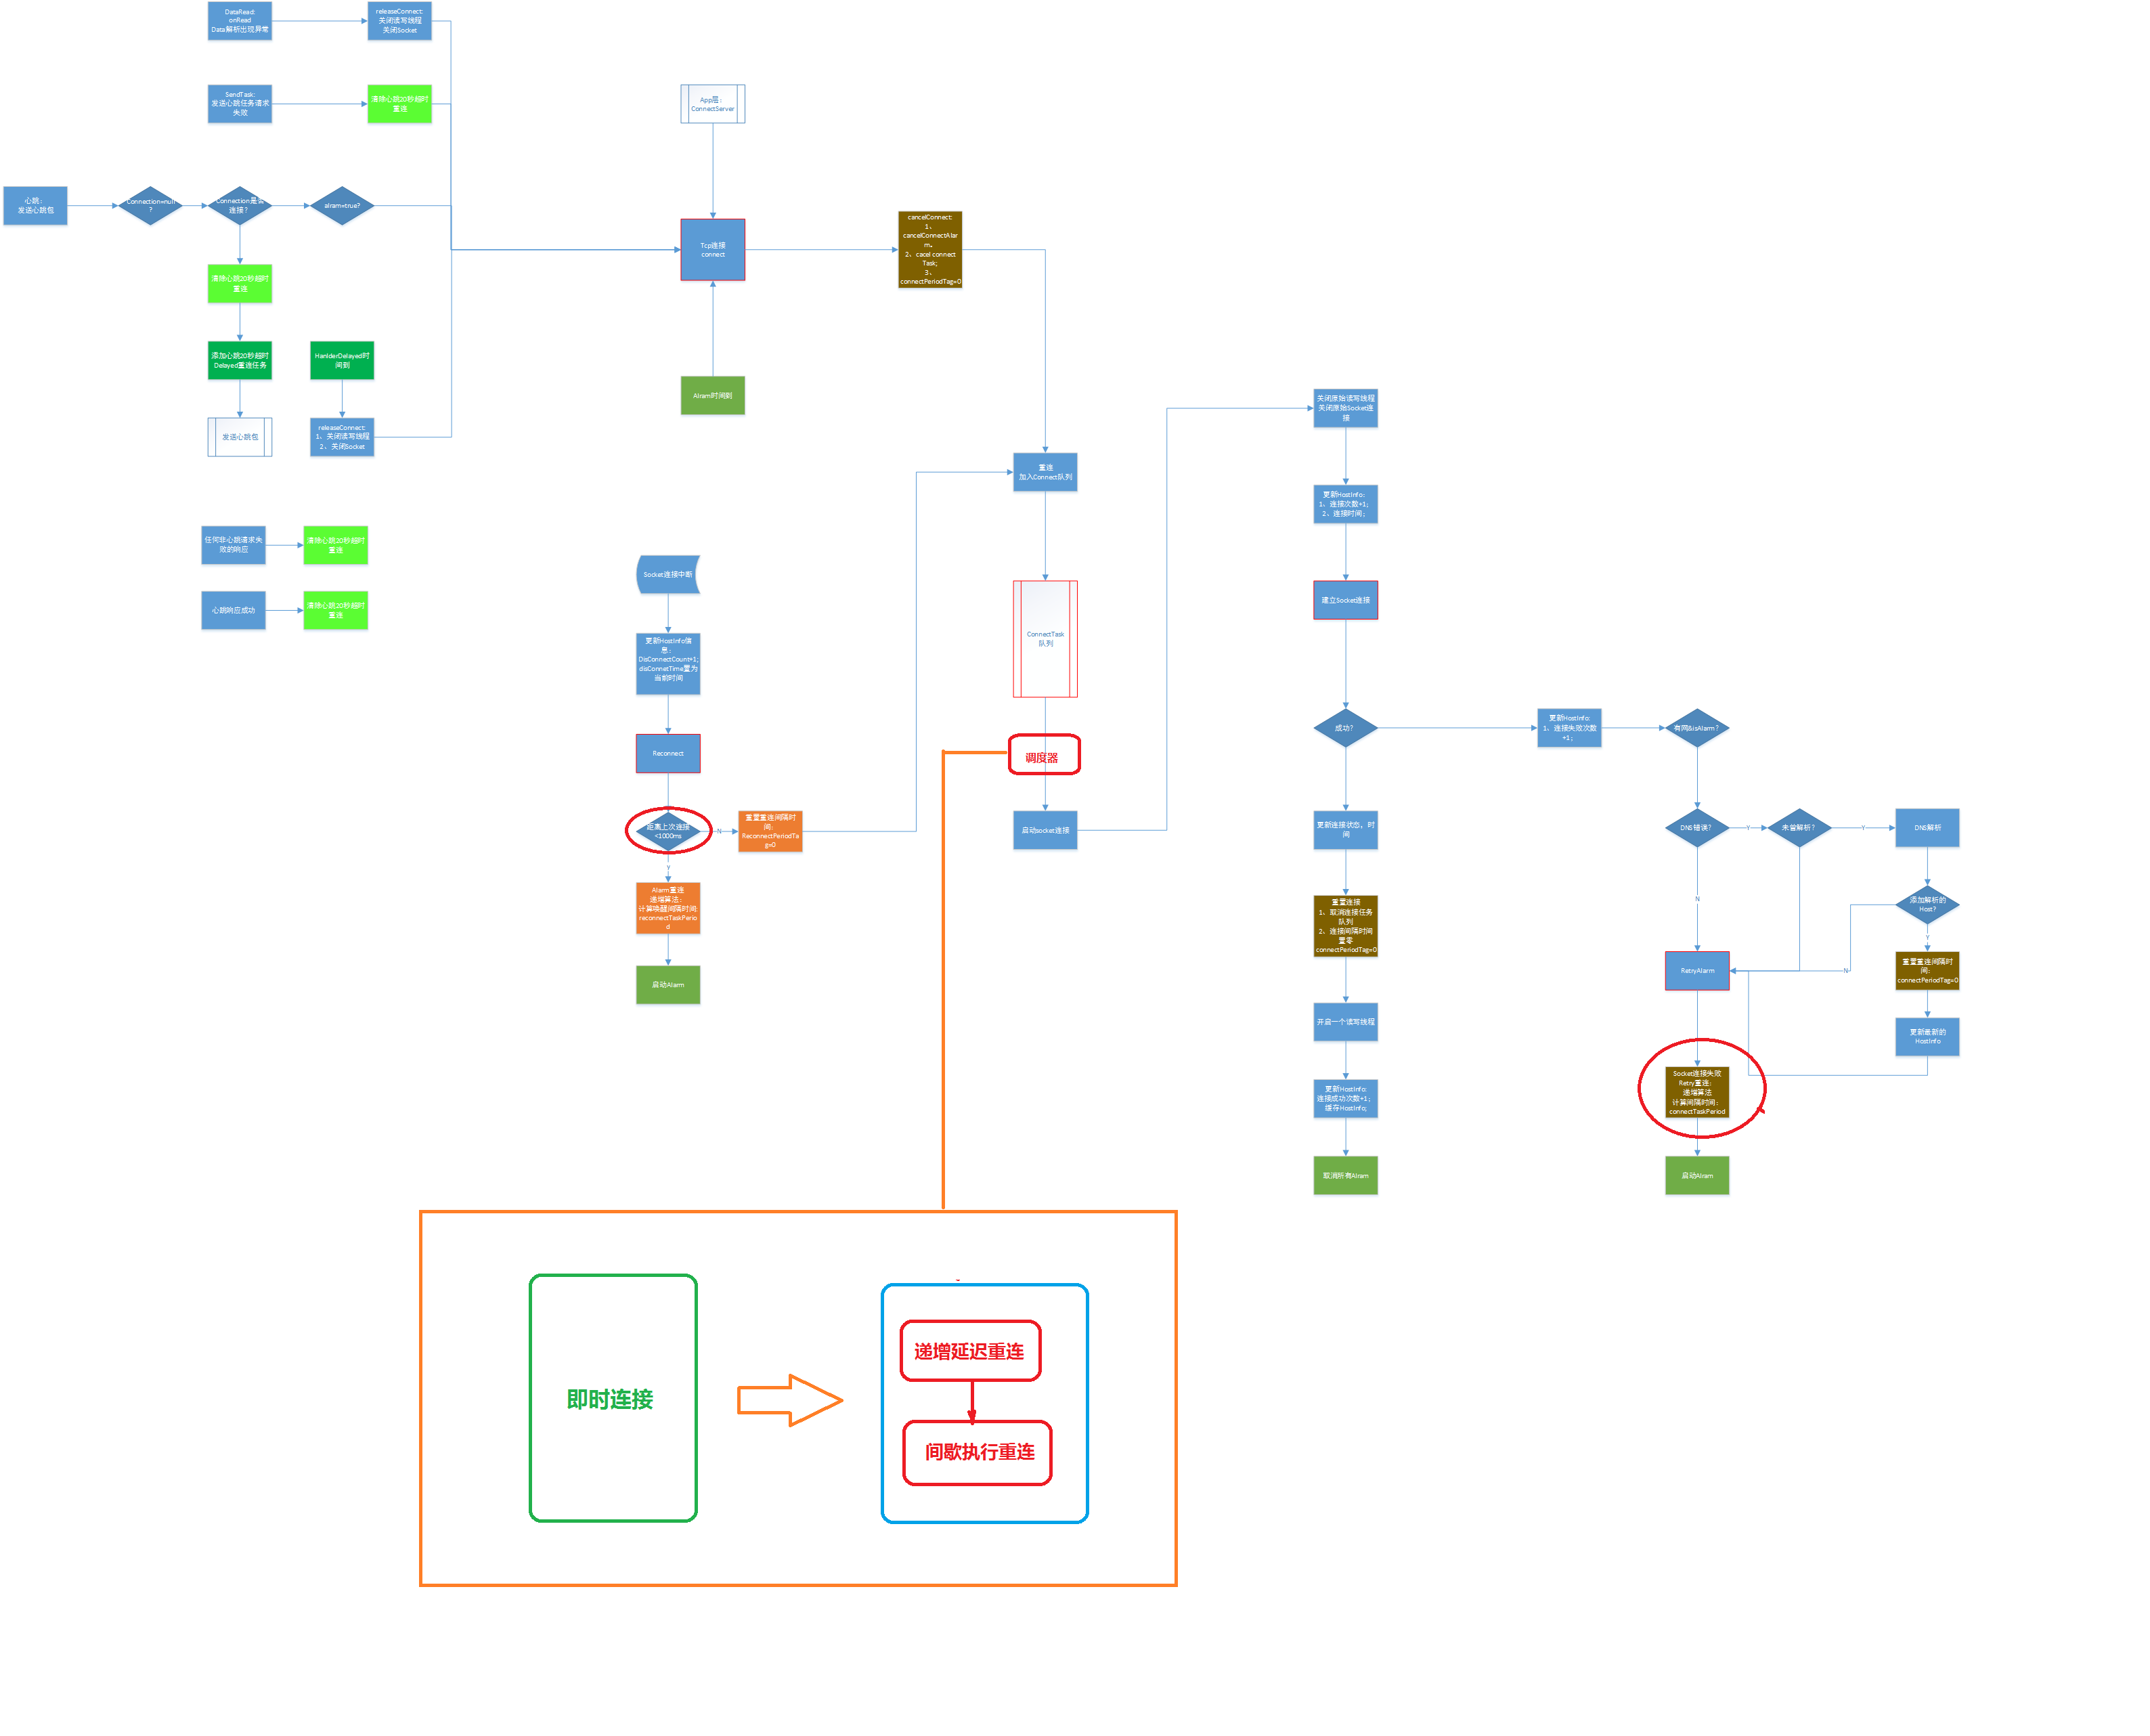 DataRead:
onRead
Data解析出现异常
releaseConnect:
关闭读写线程
关闭Socket
SendTask:
发送心跳任务请求
失败
清除心跳20秒超时
重连
App层：
ConnectServer
心跳：
发送心跳包
Connection=null
?
Connection是否
连接?
alram=true?
Tcp连接
connect
cancelConnect:
1、
cancelConnectAlar
m。
2、cacel connect
Task;
3、
connectPeriodTag=0
清除心跳20秒超时
重连
添加心跳20秒超时
Delayed重连任务
HanlderDelayed时
间到
Alram时间到
发送心跳包
releaseConnect:
1、关闭读写线程
2、关闭Socket
关闭原始读写线程
关闭原始Socket连
接
重连
加入Connect队列
更新HostInfo:
1、连接次数+1;
2、连接时间;
任何非心跳请求失
败的响应
清除心跳20秒超时
重连
Socket连接中断
心跳响应成功
清除心跳20秒超时
重连
建立Socket连接
更新HostInfo信
息：
DisConnectCount+1;
disConnetTime置为
当前时间
ConnectTask
队列
Reconnect
调度器
成功?
更新HostInfo:
1、连接失败次数
+1;
有网&isAlarm?
距离上次连接
<1000ms
N
重置重连间隔时
间：
ReconnectPeriodTa
g=0
启动socket连接
更新连接状态，时
间
DNS错误?
Y
未曾解析?
Y
DNS解析
Y
Alarm重连
递增算法：
计算唤醒间隔时间:
reconnectTaskPerio
d
启动Alarm
重置连接
1、取消连接任务
队列
2、连接间隔时间
置零
connectPeriodTag=0
N
添加解析的
Host?
Y
RetryAlarm
N
重置重连间隔时
间：
connectPeriodTag=0
开启一个读写线程
更新最新的
HostInfo
更新HostInfo:
连接成功次数+1;
缓存HostInfo;
Socket连接失败
Retry重连:
递增算法
计算间隔时间：
connectTaskPeriod
取消所有Alram
启动Alram
即时连接
递增延迟重连
间歇执行重连